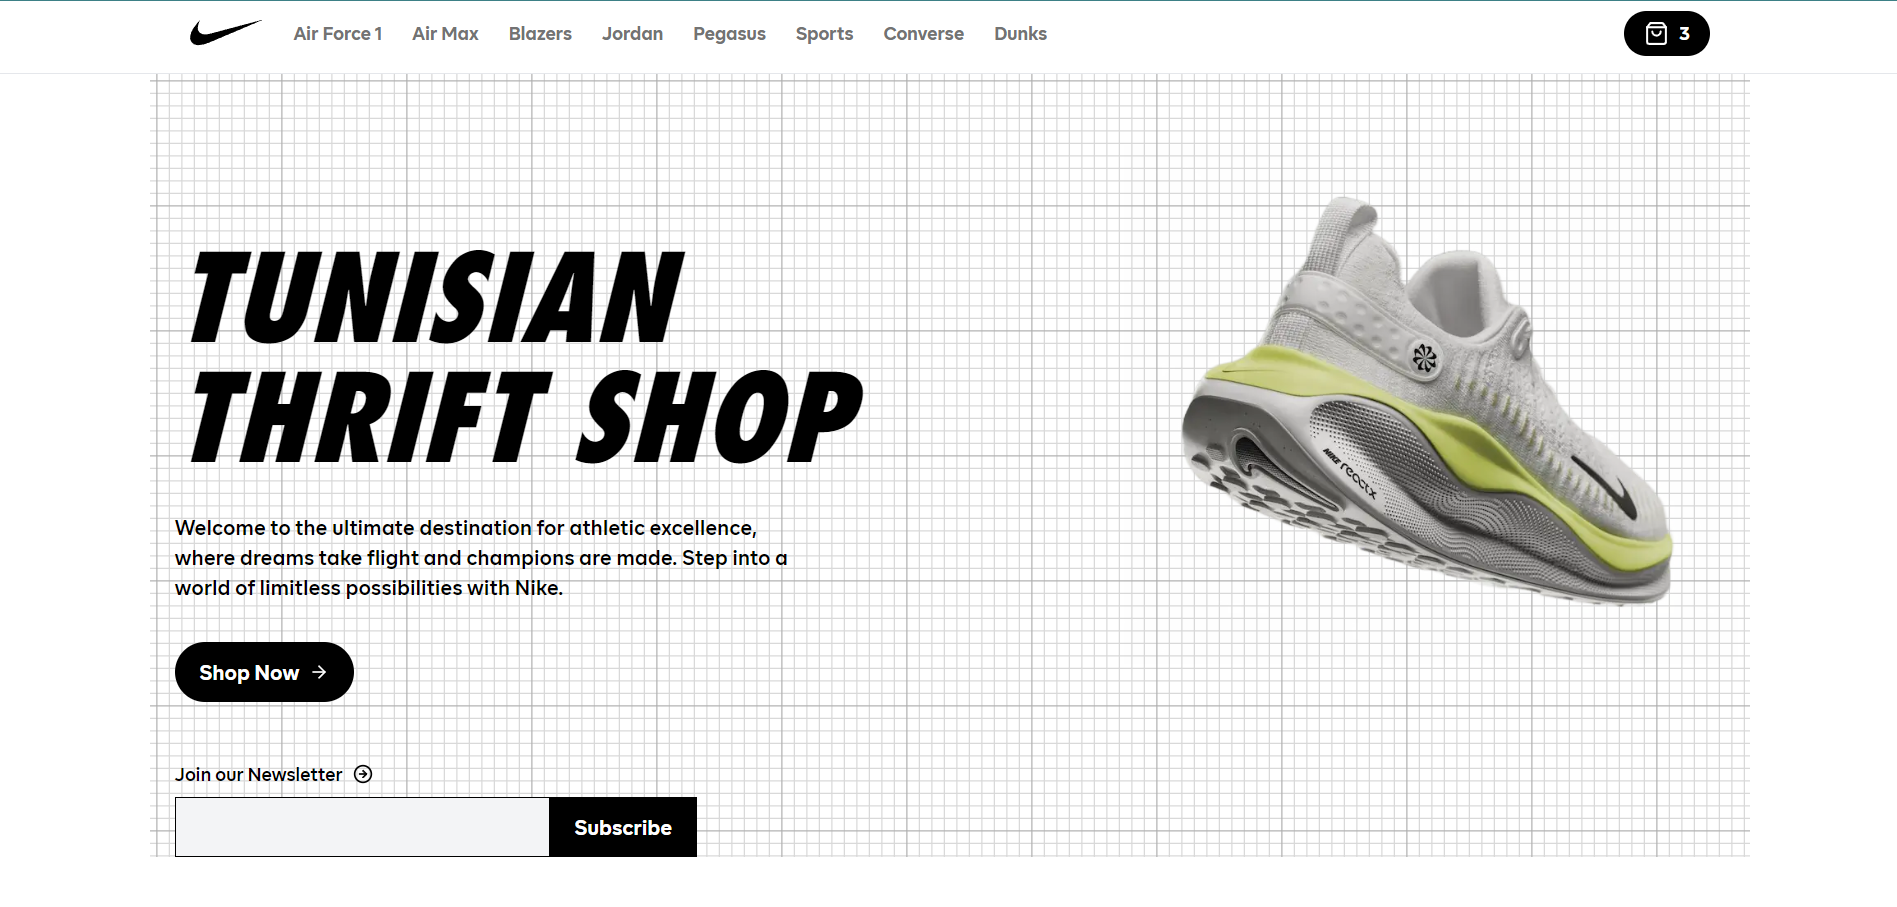 Air Force 1 Air Max Blazers Jordan Pegasus Sports Converse Dunks 3
TUNISIAN
THRIFT SHOP
NIKE reactX
Welcome to the ultimate destination for athletic excellence,
where dreams take flight and champions are made. Step into a
world of limitless possibilities with Nike.
Shop Now
Join our Newsletter
Subscribe